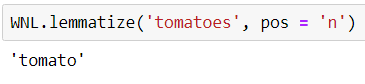 WNL.lemmatize('tomatoes', pos = 'n')
'tomato'